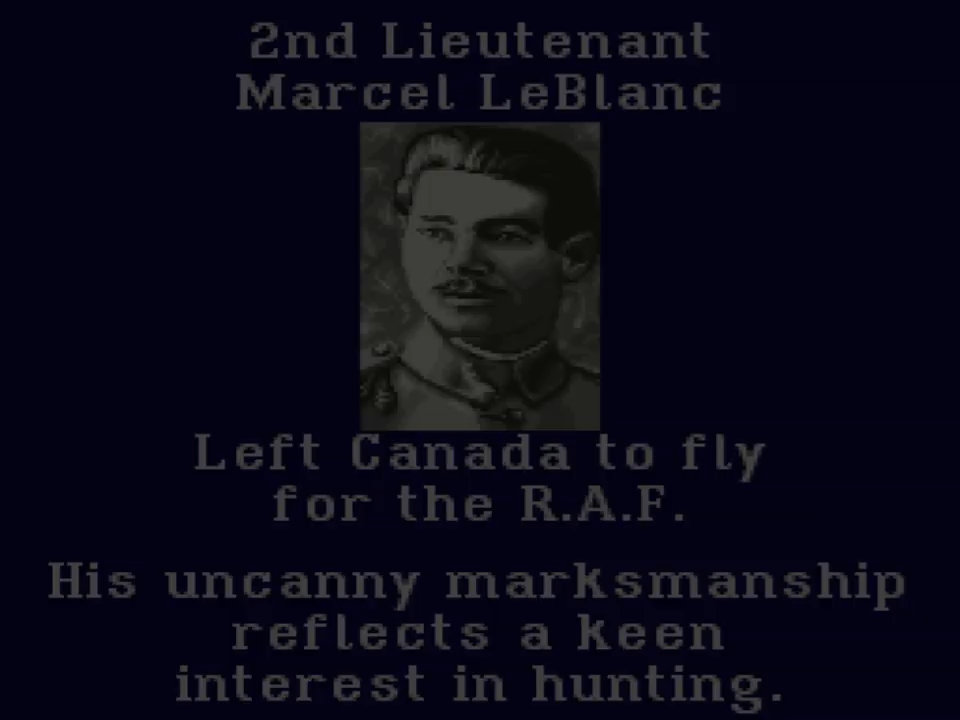 2nd Lieutenant
Marcel LeBlanc
Left Canada to fly
for the R.A.F.
His uncanny marksmanship
reflects a keen
interest in hunting.